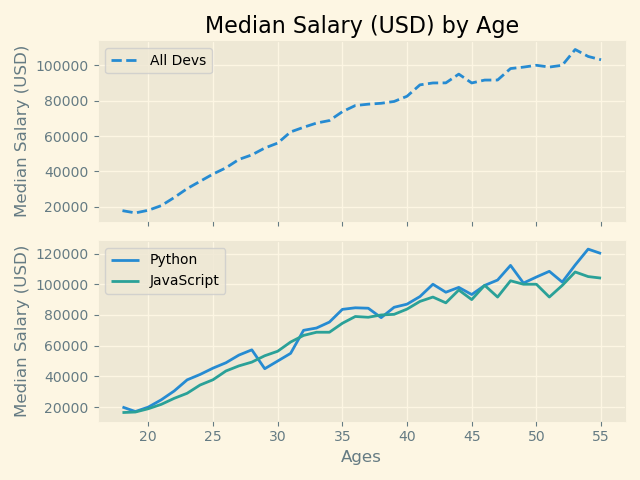 Median Salary (USD) by Age
Median Salary (USD)
100000
80000
60000
40000
20000
All Devs
Median Salary (USD)
120000
100000
80000
60000
40000
20000
Python
JavaScript
20 25 30 35 40 45 50 55
Ages